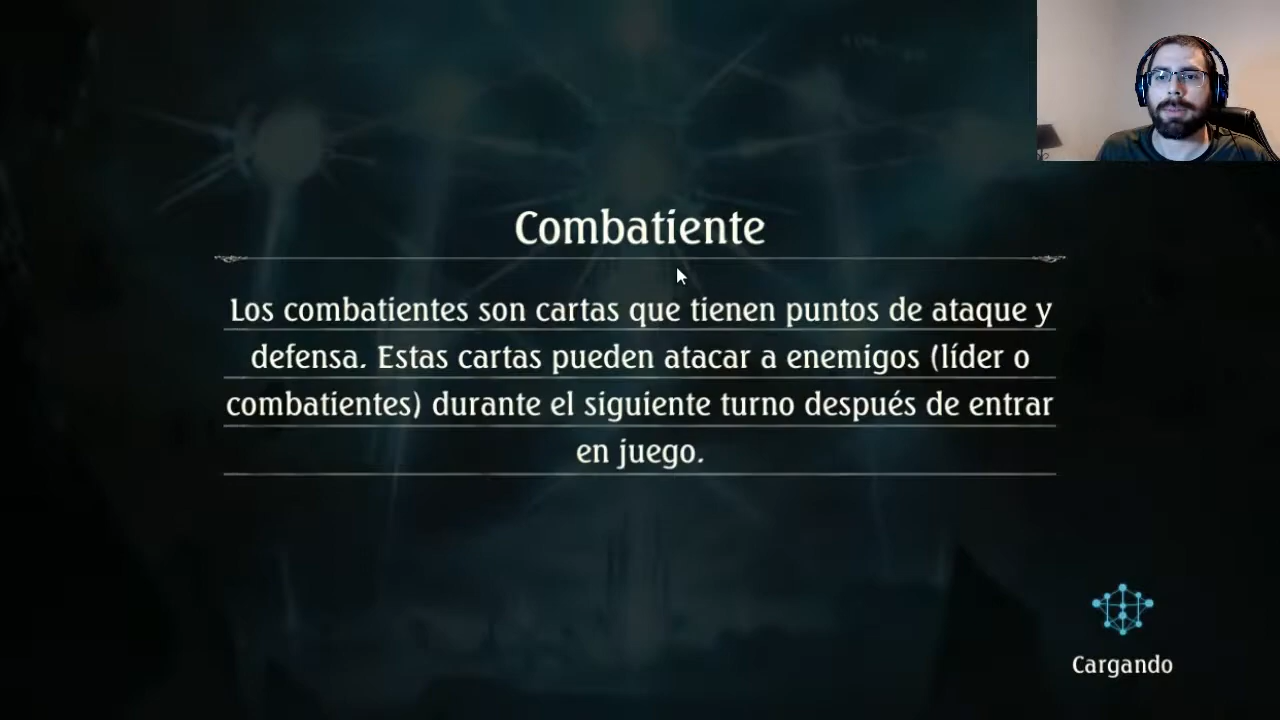 Combatiente
Los combatientes son cartas que tienen puntos de ataque y
defensa. Estas cartas pueden atacar a enemigos (líder o
combatientes) durante el siguiente turno después de entrar
en juego.
Cargando